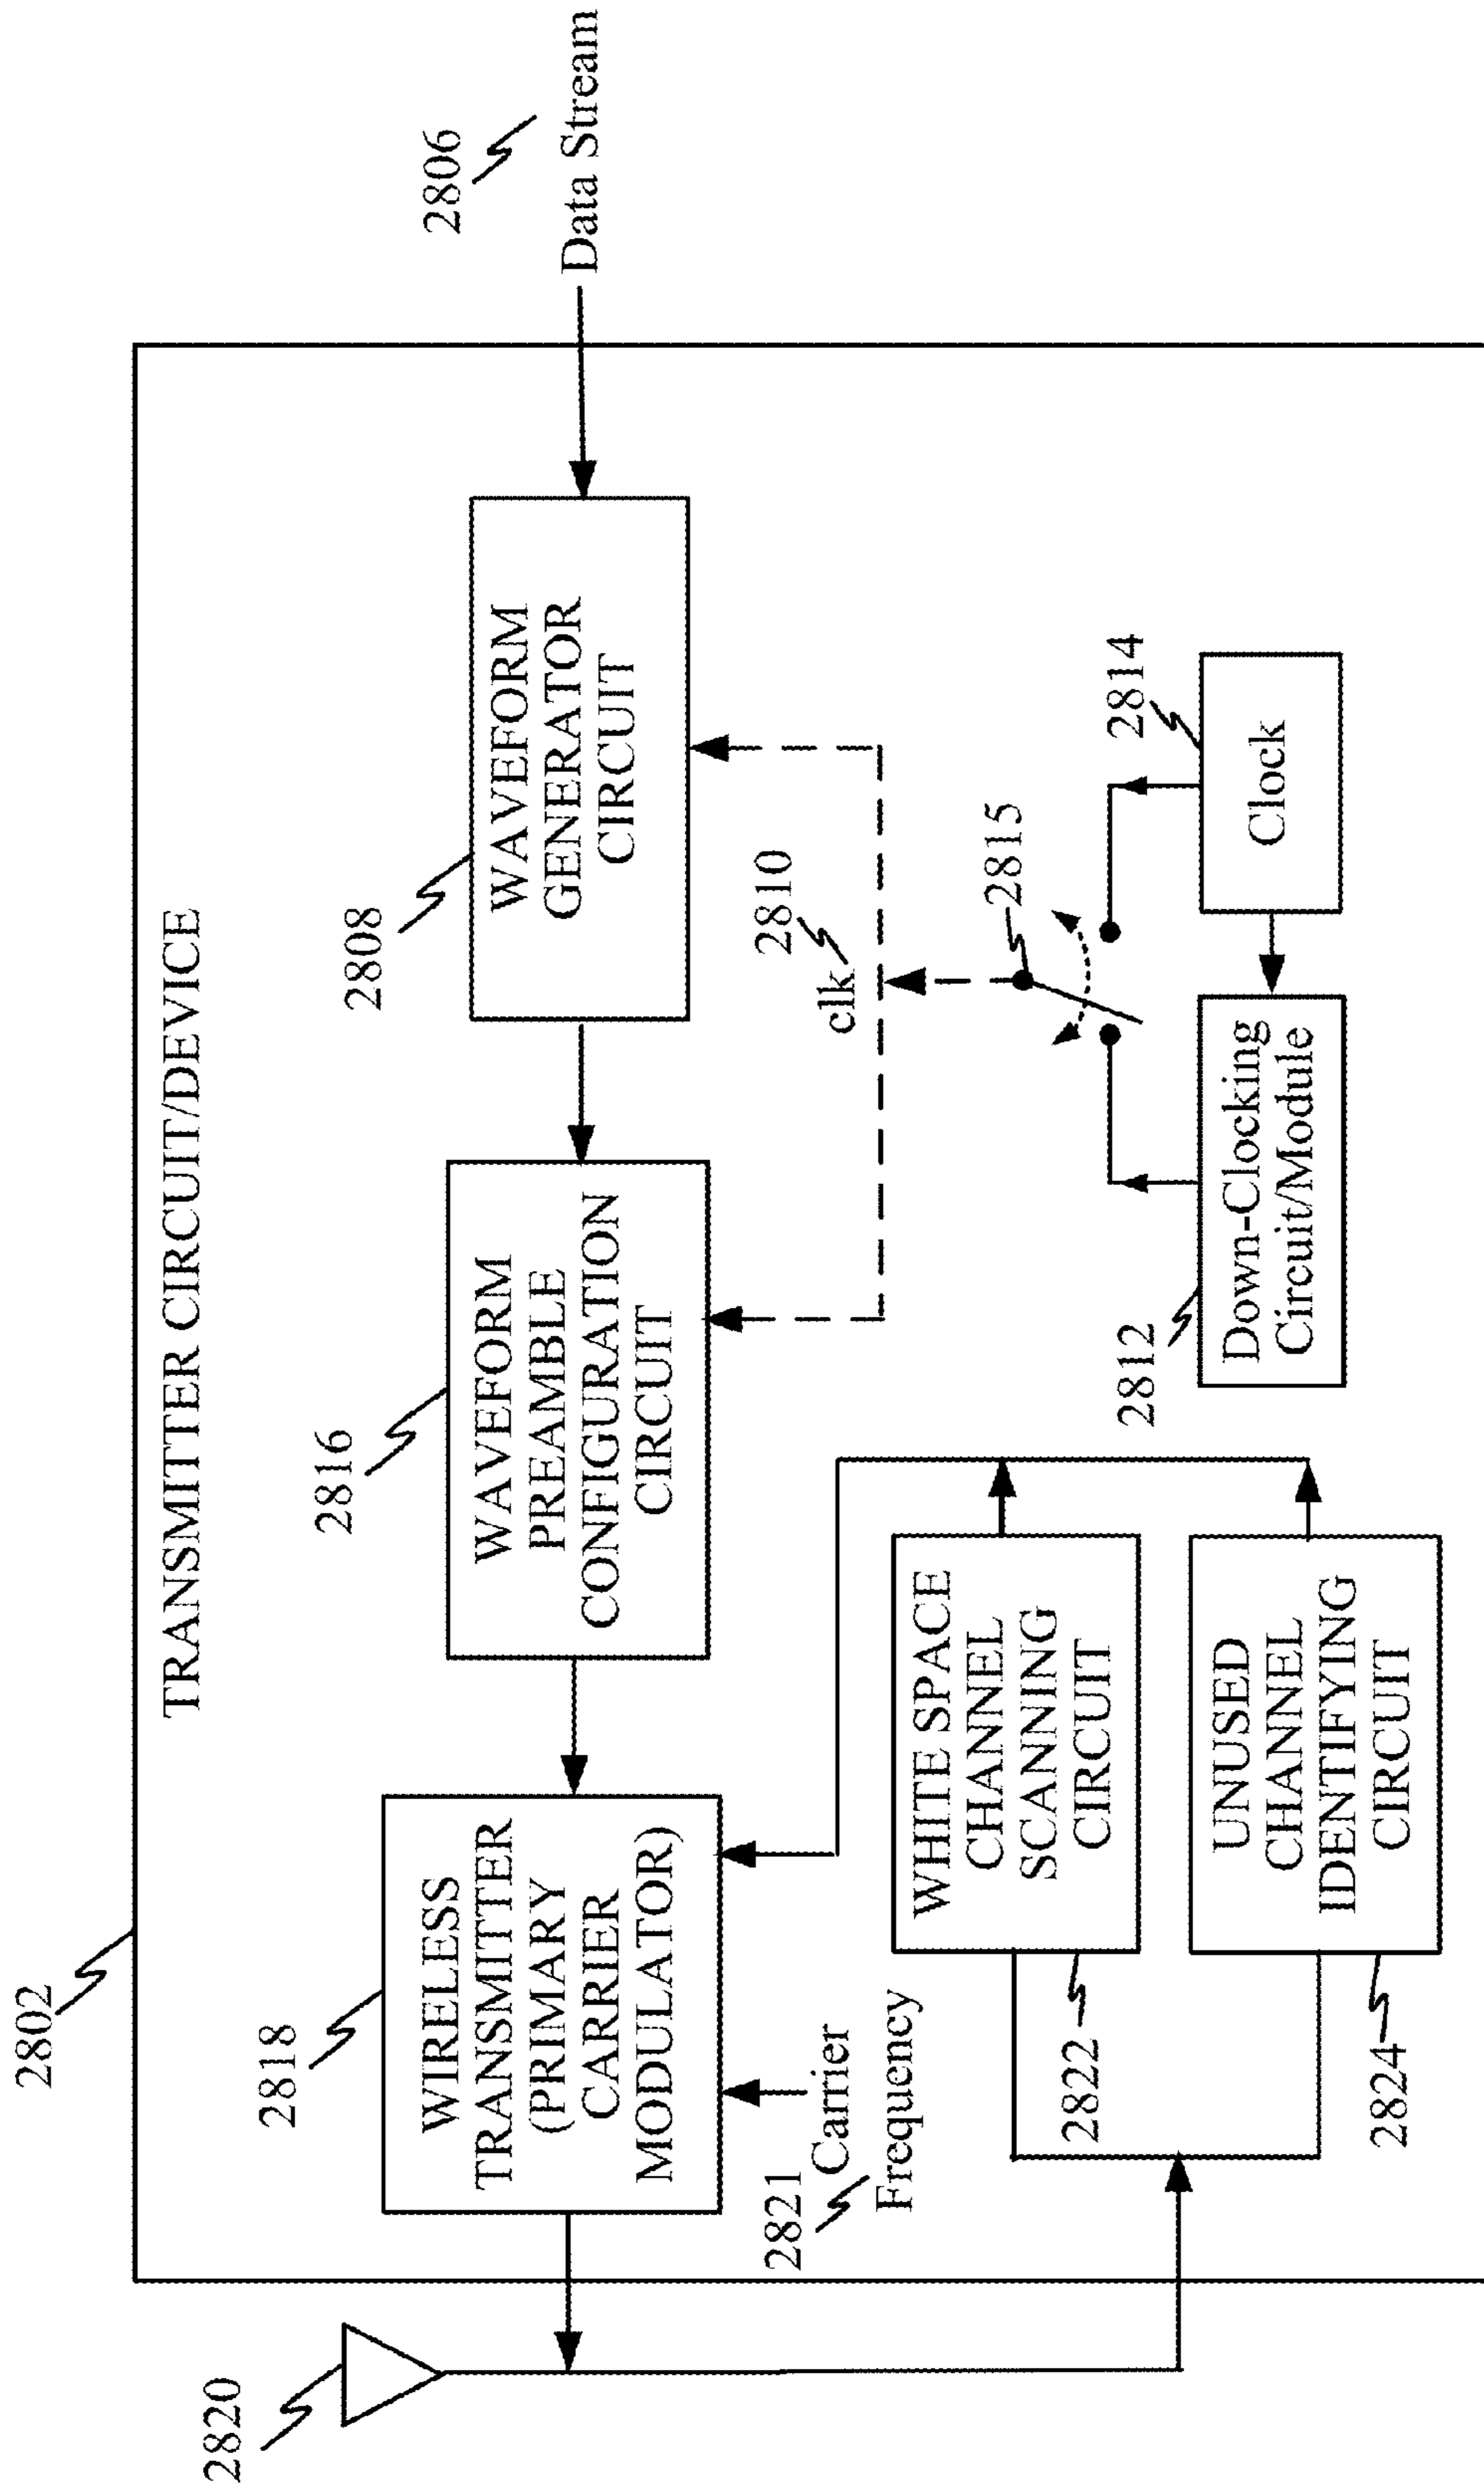 2802
TRANSMITTER CIRCUIT/DEVICE
2820
2818
WIRELESS
TRANSMITTER
(PRIMARY
CARRIER
MODULATOR)
2816
WAVEFORM
PREAMBLE
CONFIGURATION
CIRCUIT
2808
WAVEFORM
GENERATOR
CIRCUIT
2806
Data Stream
2821
Carrier
Frequency
clk
2810
2815
WHITE SPACE
CHANNEL
SCANNING
CIRCUIT
2822
UNUSED
CHANNEL
IDENTIFYING
CIRCUIT
2824
2812
Down-Clocking
Circuit/Module
2814
Clock